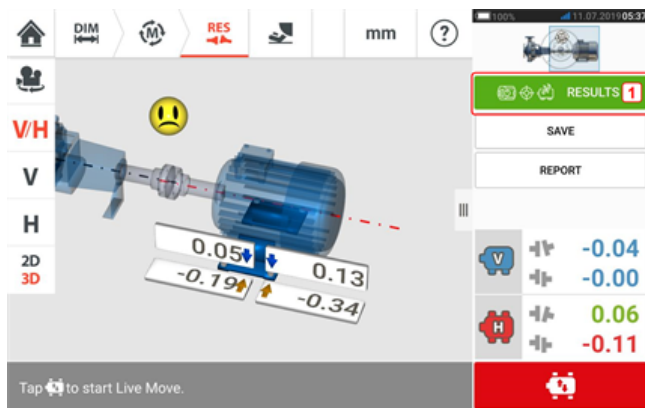 DIM
M
RES
mm
?
100%
11.07.2019 05:37
RESULTS 1
SAVE
REPORT
V/H
V
H
2D
3D
0.05
0.13
-0.19
-0.34
V
-0.04
-0.00
H
0.06
-0.11
Tap to start Live Move.